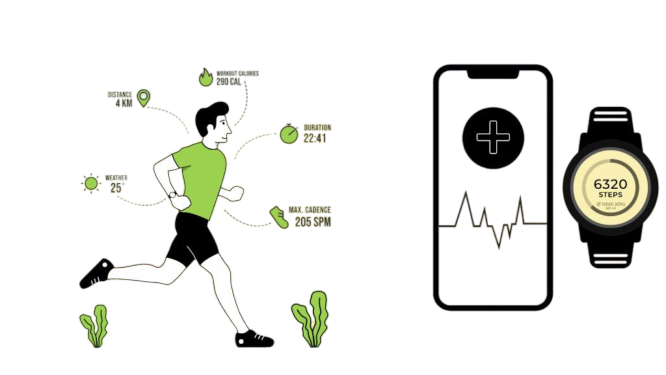 WORKOUT CALORIES
290 CAL
DISTANCE
4 KM
DURATION
22:41
WEATHER
25°
MAX. CADENCE
205 SPM
6320
STEPS